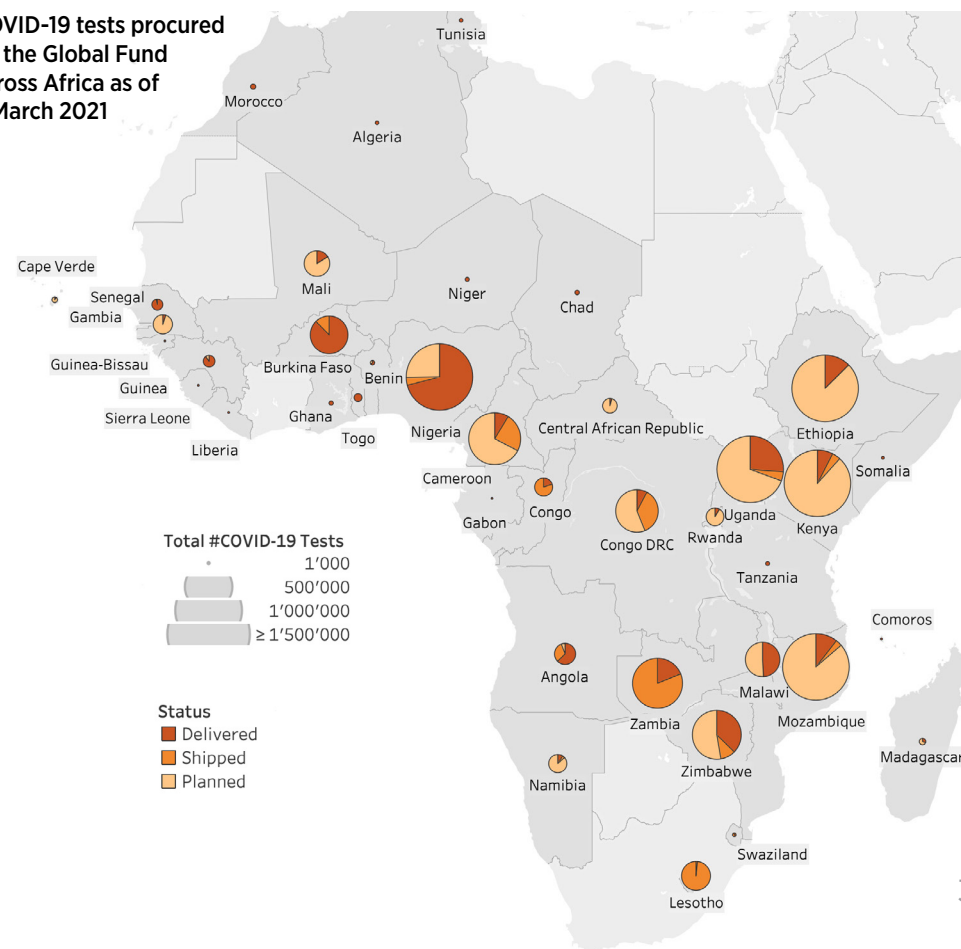 OVID-19 tests procured
the Global Fund
ross Africa as of
March 2021
Tunisia
Morocco
Algeria
Cape Verde
Mali
Senegal
Niger
Chad
Gambia
Guinea-Bissau
Burkina Faso
Benin
Guinea
Ghana
Central African Republic
Ethiopia
Sierra Leone
Togo
Nigeria
Liberia
Cameroon
Somalia
Gabon
Congo
Uganda
Kenya
Rwanda
Congo DRC
Total #COVID-19 Tests
1'000
500'000
1'000'000
≥ 1'500'000
Tanzania
Comoros
Angola
Malawi
Zambia
Mozambique
Status
Delivered
Shipped
Planned
Madagascar
Zimbabwe
Namibia
Swaziland
Lesotho